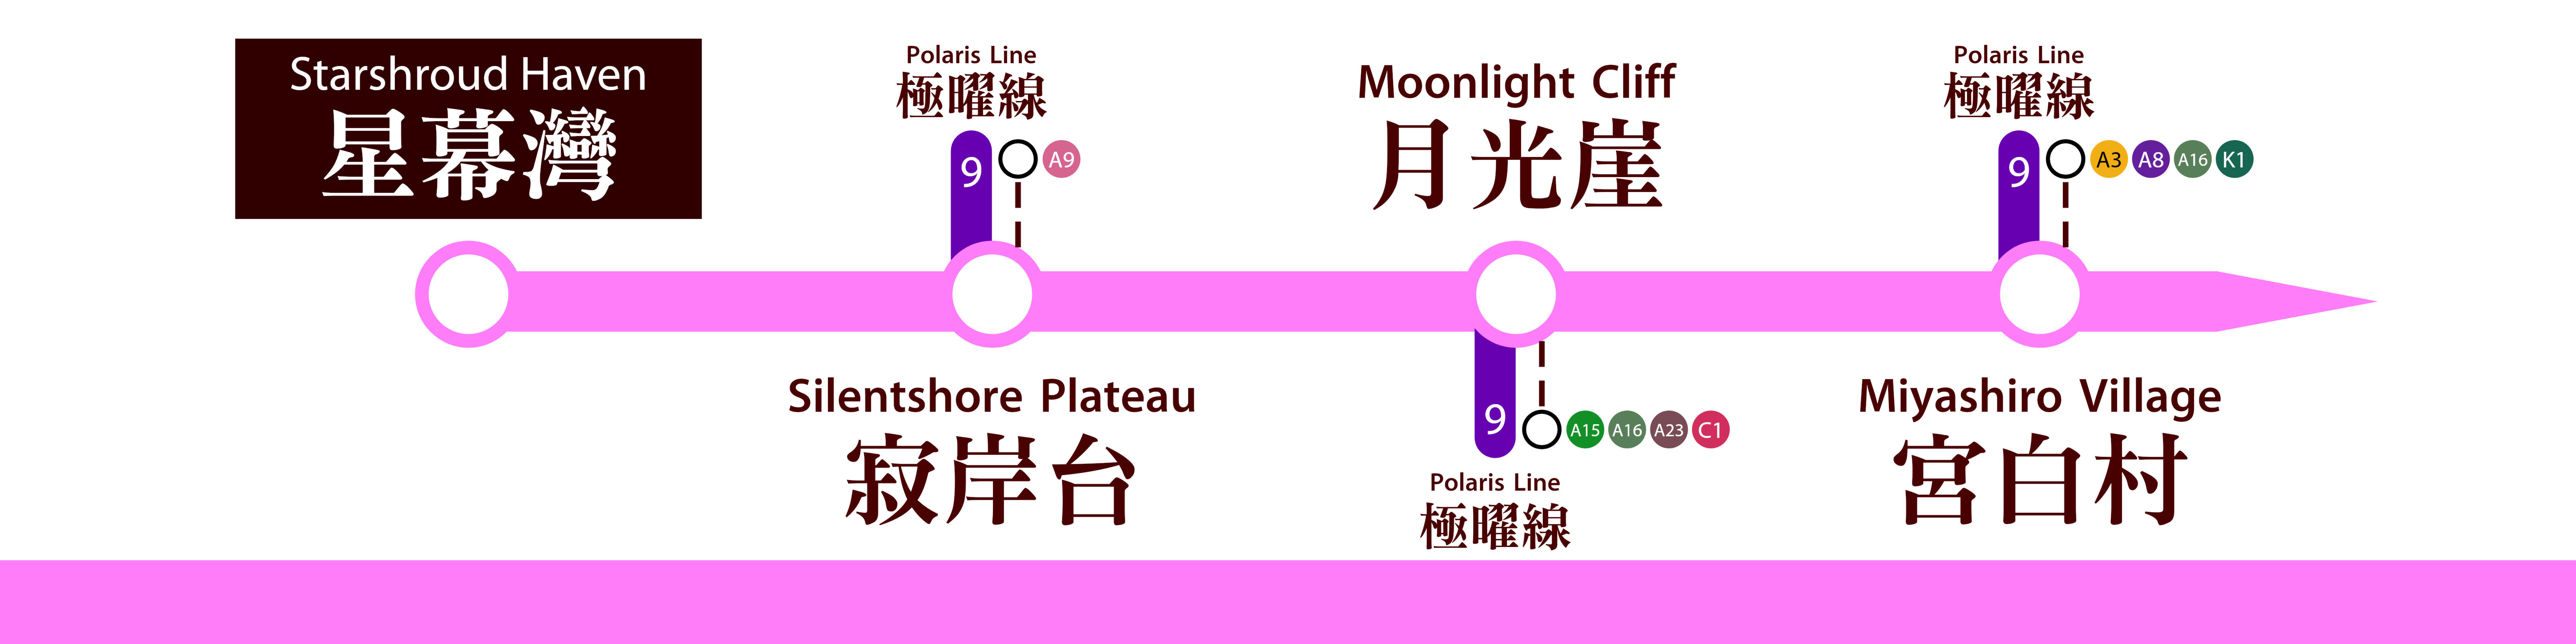 Starshroud Haven
星幕灣
Polaris Line
極曜線
9 A9
Silentshore Plateau
寂岸台
Moonlight Cliff
月光崖
9 A15 A16 A23 C1
Polaris Line
極曜線
Polaris Line
極曜線
9 A3 A8 A16 K1
Miyashiro Village
宮白村